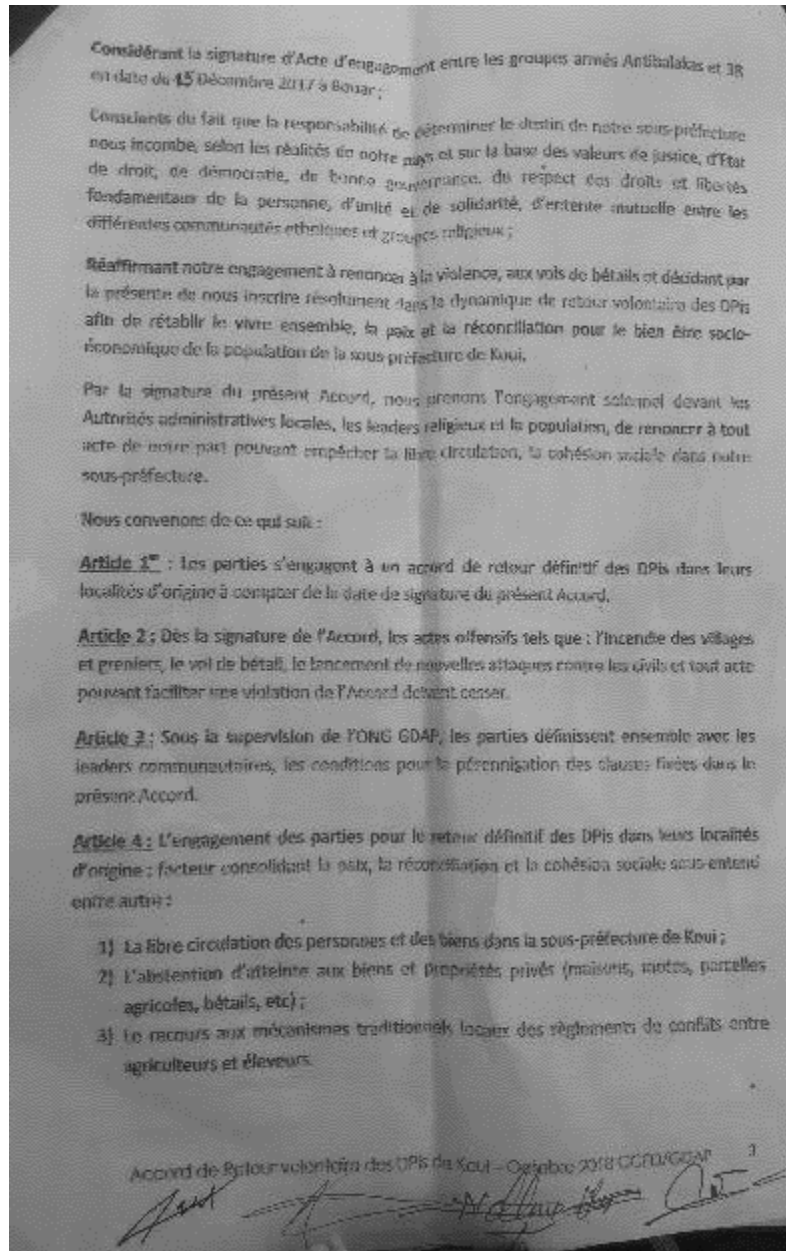 Considérant la signature d'Acte d'engagement entre les groupes armés Antibalakas et 3R
en date du 15 Décembre 2017 à Bouar ;
Conscients du fait que la responsabilité de déterminer le destin de notre sous-préfecture
nous incombe, selon les réalités de notre pays et sur la base des valeurs de justice, d'Etat
de droit, de démocratie, de bonne gouvernance, du respect des droits et libertés
fondamentaux de la personne, d'unité et de solidarité, d'entente mutuelle entre les
différentes communautés ethniques et groupes religieux ;
Réaffirmant notre engagement à renoncer à la violence, aux vols de bétails et décidant par
la présente de nous inscrire résolument dans la dynamique de retour volontaire des DPis
afin de rétablir le vivre ensemble, la paix et la réconciliation pour le bien être socio-
économique de la population de la sous-préfecture de Koui.
Par la signature du présent Accord, nous prenons l'engagement solennel devant les
Autorités administratives locales, les leaders religieux et la population, de renoncer à tout
acte de notre part pouvant empêcher la libre circulation, la cohésion sociale dans notre
sous-préfecture.
Nous convenons de ce qui suit :
Article 1er : Les parties s'engagent à un accord de retour définitif des DPis dans leurs
localités d'origine à compter de la date de signature du présent Accord.
Article 2 : Dès la signature de l'Accord, les actes offensifs tels que : l'incendie des villages
et greniers, le vol de bétail, le lancement de nouvelles attaques contre les civils et tout acte
pouvant faciliter une violation de l'Accord doivent cesser.
Article 3 : Sous la supervision de l'ONG GDAP, les parties définissent ensemble avec les
leaders communautaires, les conditions pour la pérennisation des clauses fixées dans le
présent Accord.
Article 4 : L'engagement des parties pour le retour définitif des DPis dans leurs localités
d'origine ; facteur consolidant la paix, la réconciliation et la cohésion sociale sous-entend
entre autre :
1) La libre circulation des personnes et des biens dans la sous-préfecture de Koui ;
2) L'abstention d'atteinte aux biens et propriétés privés (maisons, motos, parcelles
agricoles, bétails, etc) ;
3) Le recours aux mécanismes traditionnels locaux des règlements de conflits entre
agriculteurs et éleveurs.
Accord de Retour volontaire des DPis de Koui – Octobre 2018 /GDAP